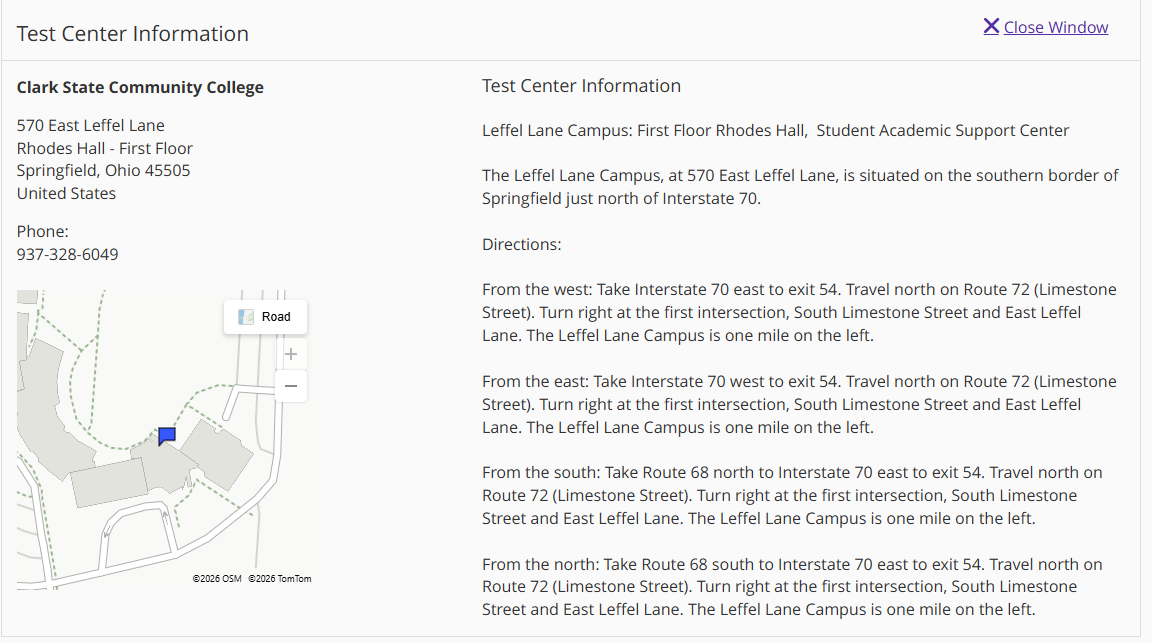 Test Center Information
Close Window
Clark State Community College
570 East Leffel Lane
Rhodes Hall - First Floor
Springfield, Ohio 45505
United States
Phone:
937-328-6049
Road
+
−
©2026 OSM ©2026 TomTom
Test Center Information
Leffel Lane Campus: First Floor Rhodes Hall,  Student Academic Support Center
The Leffel Lane Campus, at 570 East Leffel Lane, is situated on the southern border of
Springfield just north of Interstate 70.
Directions:
From the west: Take Interstate 70 east to exit 54. Travel north on Route 72 (Limestone
Street). Turn right at the first intersection, South Limestone Street and East Leffel
Lane. The Leffel Lane Campus is one mile on the left.
From the east: Take Interstate 70 west to exit 54. Travel north on Route 72 (Limestone
Street). Turn right at the first intersection, South Limestone Street and East Leffel
Lane. The Leffel Lane Campus is one mile on the left.
From the south: Take Route 68 north to Interstate 70 east to exit 54. Travel north on
Route 72 (Limestone Street). Turn right at the first intersection, South Limestone
Street and East Leffel Lane. The Leffel Lane Campus is one mile on the left.
From the north: Take Route 68 south to Interstate 70 east to exit 54. Travel north on
Route 72 (Limestone Street). Turn right at the first intersection, South Limestone
Street and East Leffel Lane. The Leffel Lane Campus is one mile on the left.